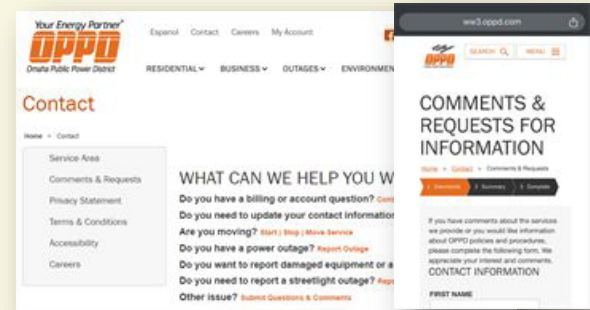 Your Energy Partner®
OPPD
Omaha Public Power District
Espanol Contact Careers My Account
RESIDENTIAL BUSINESS OUTAGES ENVIRONMEN
Contact
Home > Contact
Service Area
Comments & Requests
Privacy Statement
Terms & Conditions
Accessibility
Careers
WHAT CAN WE HELP YOU W
Do you have a billing or account question?
Do you need to update your contact information
Are you moving? Start | Stop | Move Service
Do you have a power outage? Report Outage
Do you want to report damaged equipment or a
Do you need to report a streetlight outage?
Other issue? Submit Questions & Comments
ww3.oppd.com
OPPD
SEARCH MENU
COMMENTS &
REQUESTS FOR
INFORMATION
Home > Contact > Comments & Requests
Summary Complete
If you have comments about the services
we provide or you would like information
about OPPD policies and procedures,
please complete the following form. We
appreciate your interest and comments.
CONTACT INFORMATION
FIRST NAME